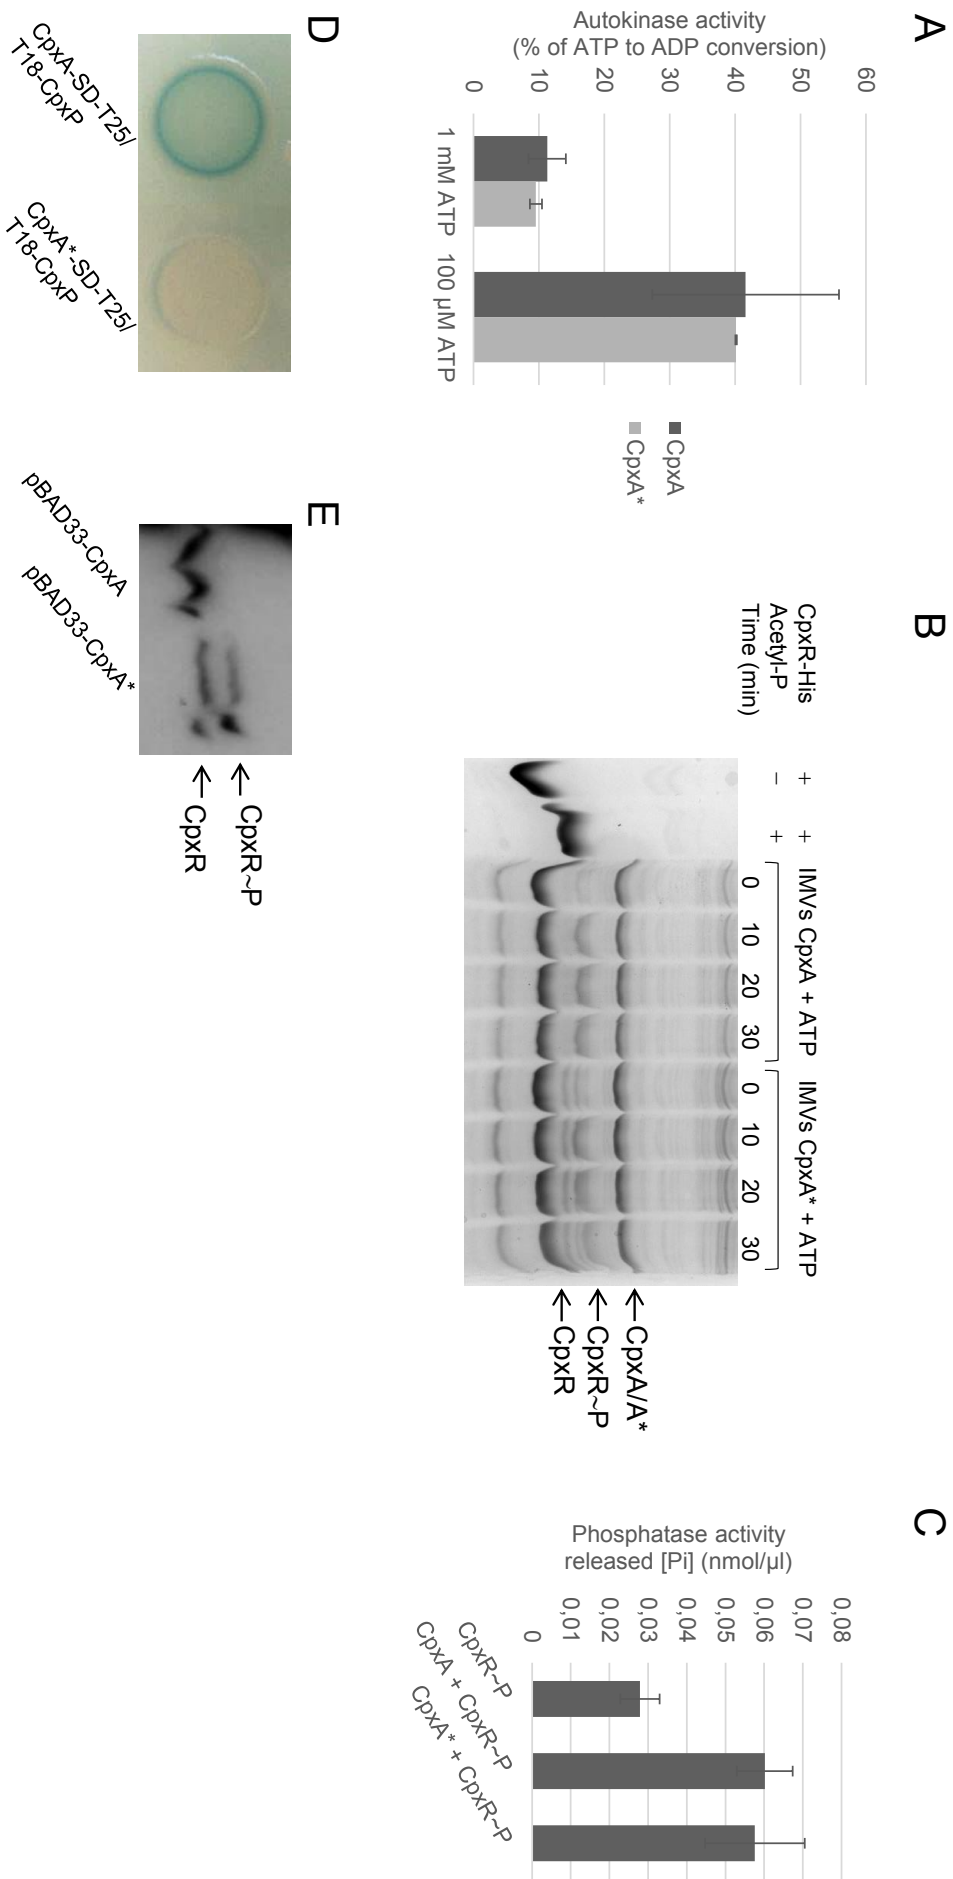 A
Autokinase activity
(% of ATP to ADP conversion)
60
50
40
30
20
10
0
1 mM ATP
100 µM ATP
CpxA
CpxA*
B
CpxR-His
+
+
Acetyl-P
−
+
Time (min)
IMVs CpxA + ATP
IMVs CpxA* + ATP
0
10
20
30
0
10
20
30
CpxA/A*
CpxR~P
CpxR
C
Phosphatase activity
released [Pi] (nmol/µl)
0,08
0,07
0,06
0,05
0,04
0,03
0,02
0,01
0
CpxR~P
CpxA + CpxR~P
CpxA* + CpxR~P
D
CpxA-SD-T25/
T18-CpxP
CpxA*-SD-T25/
T18-CpxP
E
pBAD33-CpxA
pBAD33-CpxA*
CpxR~P
CpxR